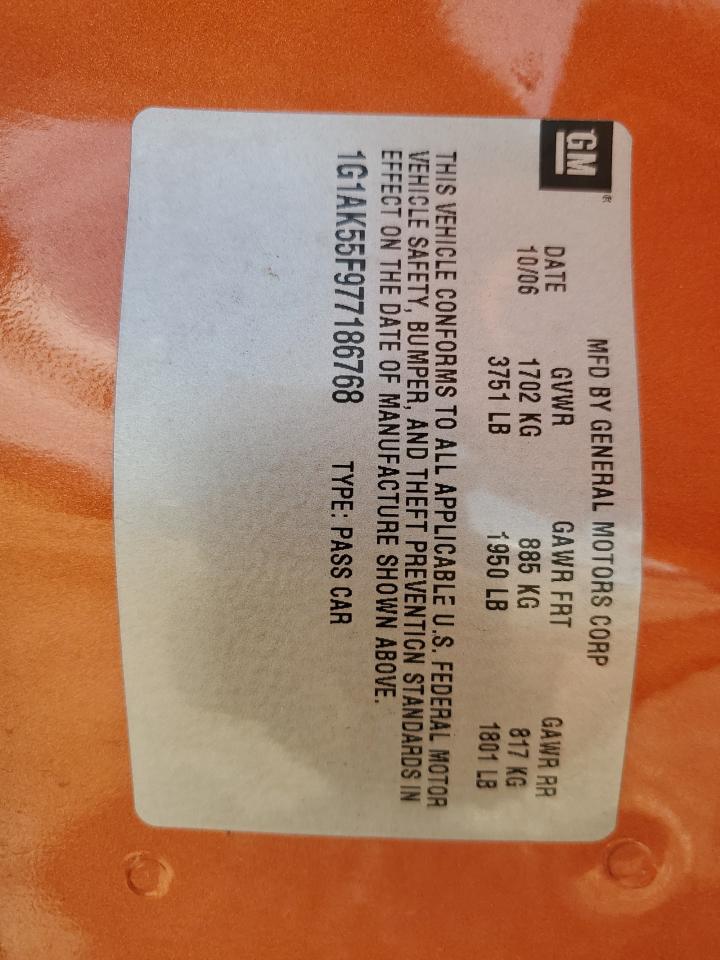 GM®
MFD BY GENERAL MOTORS CORP
DATE GVWR GAWR FRT GAWR RR
10/06 1702 KG 885 KG 817 KG
3751 LB 1950 LB 1801 LB
THIS VEHICLE CONFORMS TO ALL APPLICABLE U.S. FEDERAL MOTOR
VEHICLE SAFETY, BUMPER, AND THEFT PREVENTION STANDARDS IN
EFFECT ON THE DATE OF MANUFACTURE SHOWN ABOVE.
1G1AK55F977186768 TYPE: PASS CAR